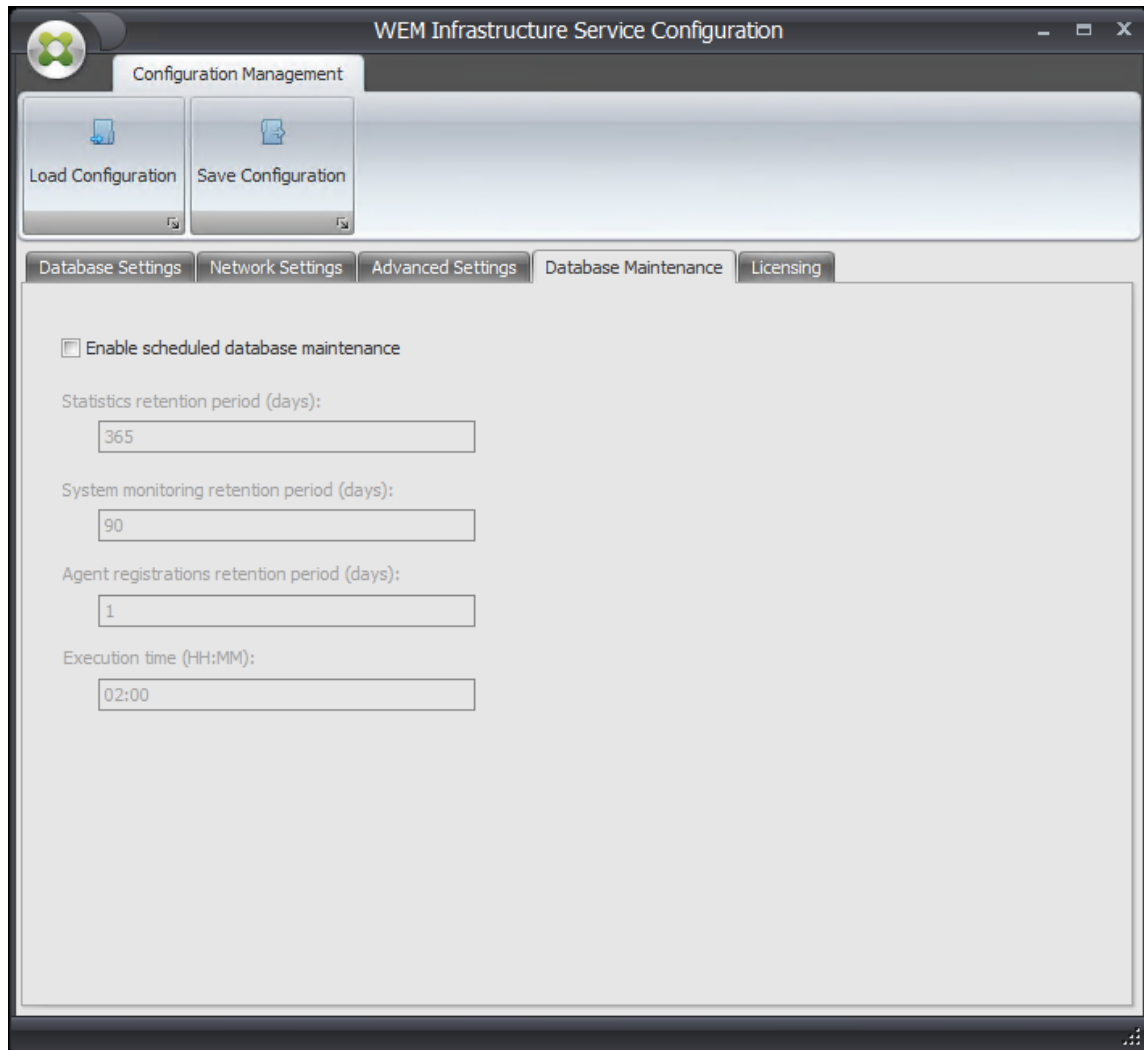 WEM Infrastructure Service Configuration
Configuration Management
Load Configuration
Save Configuration
Database Settings
Network Settings
Advanced Settings
Database Maintenance
Licensing
Enable scheduled database maintenance
Statistics retention period (days):
365
System monitoring retention period (days):
90
Agent registrations retention period (days):
1
Execution time (HH:MM):
02:00